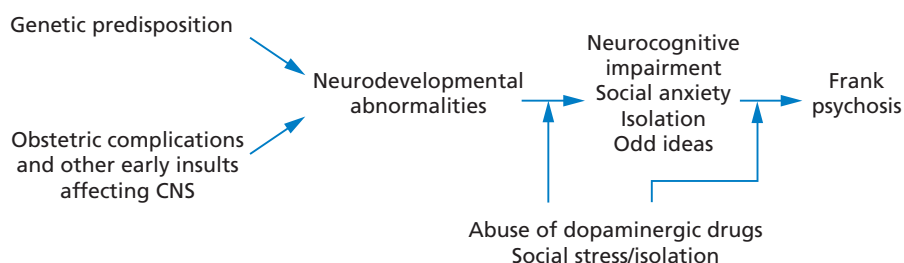 Genetic predisposition
Obstetric complications
and other early insults
affecting CNS
Neurodevelopmental
abnormalities
Neurocognitive
impairment
Social anxiety
Isolation
Odd ideas
Frank
psychosis
Abuse of dopaminergic drugs
Social stress/isolation